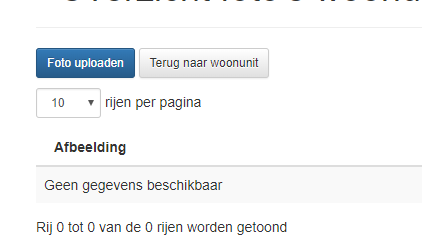 Foto uploaden Terug naar woonunit
10 rijen per pagina
Afbeelding
Geen gegevens beschikbaar
Rij 0 tot 0 van de 0 rijen worden getoond